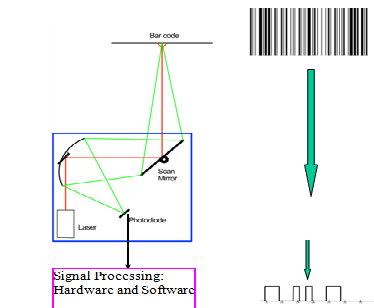 Bar code
Scan
Mirror
Photodiode
Laser
Signal Processing:
Hardware and Software